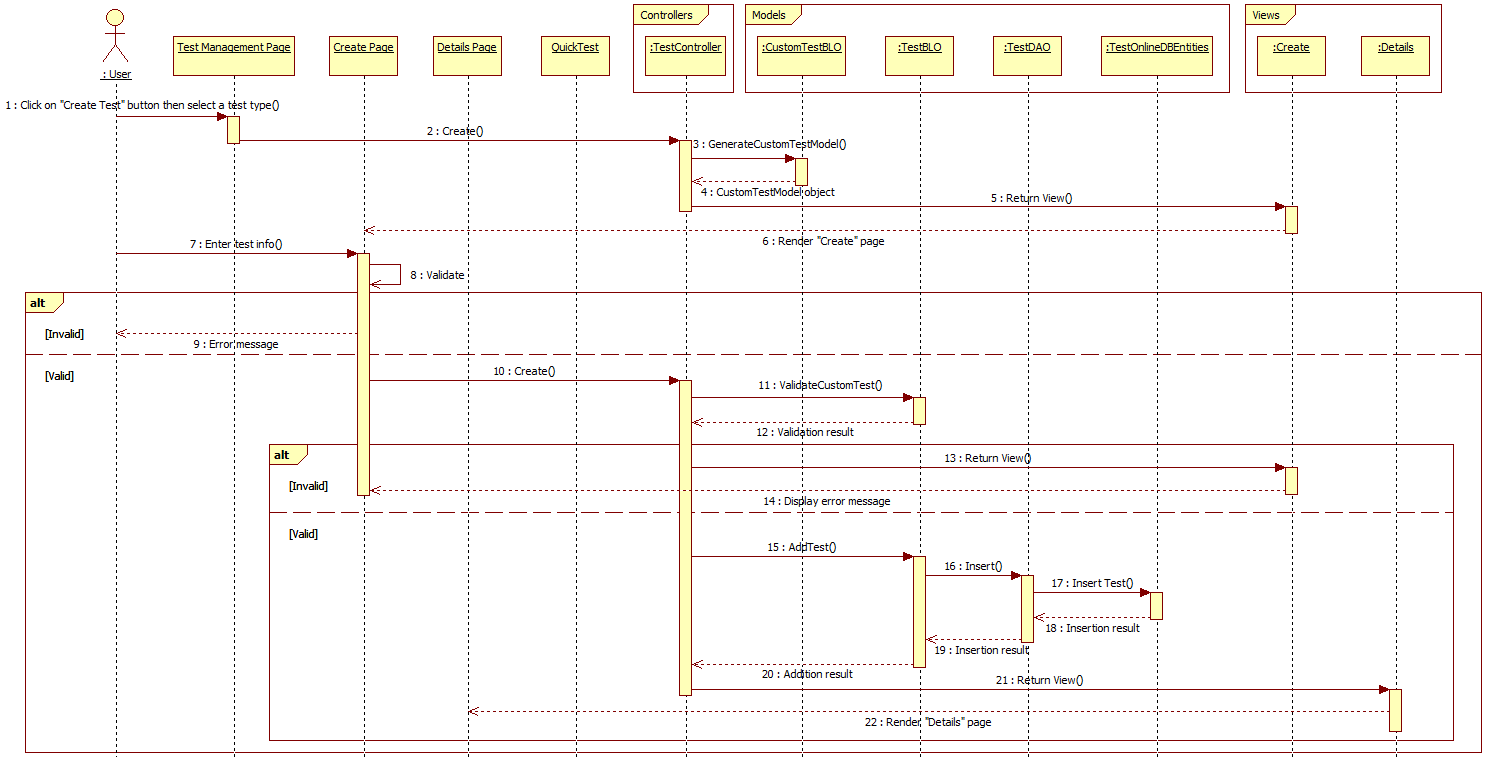 Controllers
Models
Views
: User
Test Management Page
Create Page
Details Page
QuickTest
:TestController
:CustomTestBLO
:TestBLO
:TestDAO
:TestOnlineDBEntities
:Create
:Details
1 : Click on "Create Test" button then select a test type()
2 : Create()
3 : GenerateCustomTestModel()
4 : CustomTestModel object
5 : Return View()
6 : Render "Create" page
7 : Enter test info()
8 : Validate
alt
[Invalid]
9 : Error message
[Valid]
10 : Create()
11 : ValidateCustomTest()
12 : Validation result
alt
13 : Return View()
[Invalid]
14 : Display error message
[Valid]
15 : AddTest()
16 : Insert()
17 : Insert Test()
18 : Insertion result
19 : Insertion result
20 : Addition result
21 : Return View()
22 : Render "Details" page